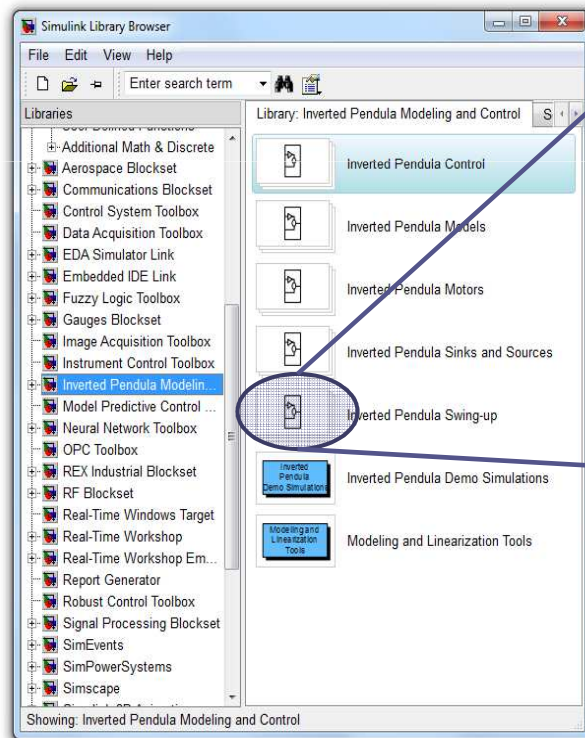 Simulink Library Browser
File Edit View Help
Enter search term
Libraries
Additional Math & Discrete
Aerospace Blockset
Communications Blockset
Control System Toolbox
Data Acquisition Toolbox
EDA Simulator Link
Embedded IDE Link
Fuzzy Logic Toolbox
Gauges Blockset
Image Acquisition Toolbox
Instrument Control Toolbox
Inverted Pendula Modelin...
Model Predictive Control ...
Neural Network Toolbox
OPC Toolbox
REX Industrial Blockset
RF Blockset
Real-Time Windows Target
Real-Time Workshop
Real-Time Workshop Em...
Report Generator
Robust Control Toolbox
Signal Processing Blockset
SimEvents
SimPowerSystems
Simscape
Library: Inverted Pendula Modeling and Control S
Inverted Pendula Control
Inverted Pendula Models
Inverted Pendula Motors
Inverted Pendula Sinks and Sources
Inverted Pendula Swing-up
Inverted
Pendula
Demo Simulations
Inverted Pendula Demo Simulations
Modeling and
Linearization
Tools
Modeling and Linearization Tools
Showing: Inverted Pendula Modeling and Control